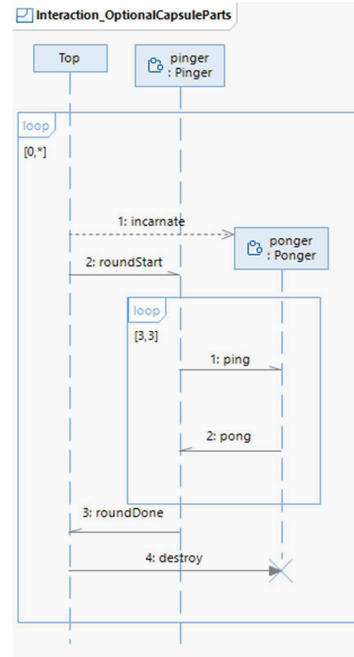 Interaction_OptionalCapsuleParts
Top
pinger
: Pinger
loop
[0,*]
1: incarnate
ponger
: Ponger
2: roundStart
loop
[3,3]
1: ping
2: pong
3: roundDone
4: destroy